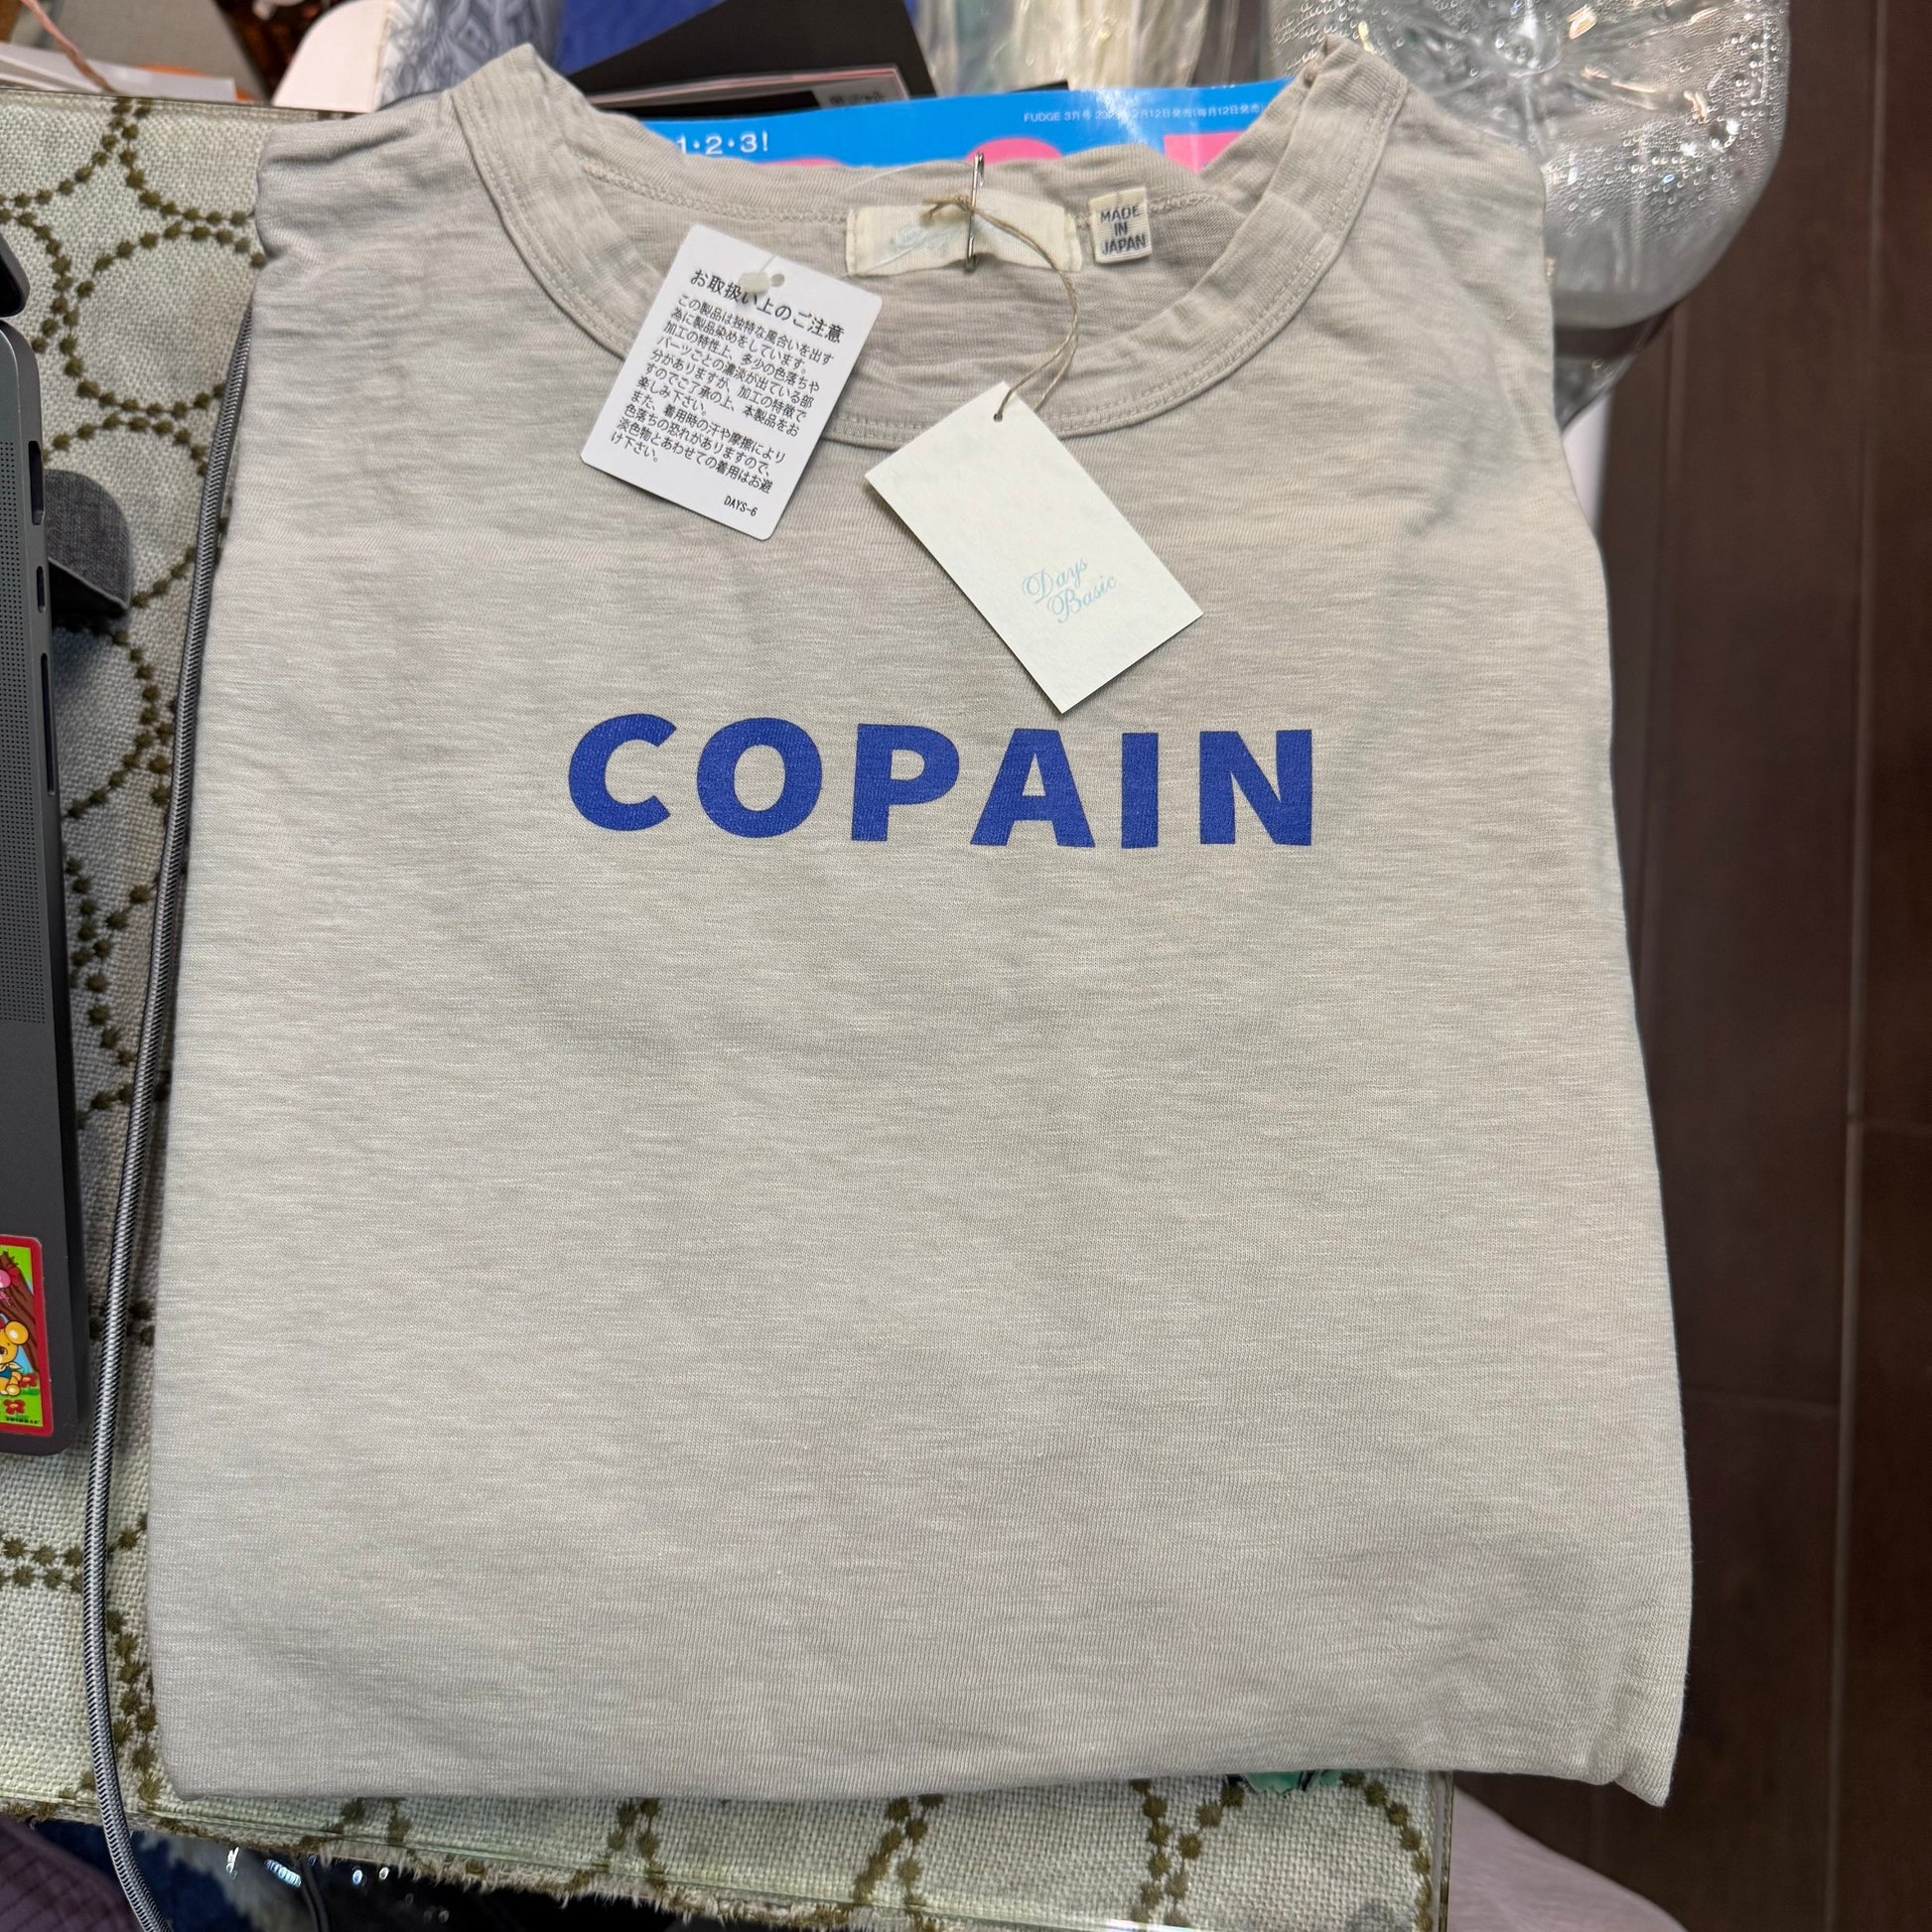 1・2・3!
MADE
IN
JAPAN
お取扱い上のご注意
この製品は独特な風合いを出す
為に製品染めをしています。
加工の特性上、多少の色落ちや
パーツごとの濃淡が出ている部
分がありますが、加工の特徴で
すのでご了承の上、本製品をお
楽しみ下さい。
また、着用時の汗や摩擦により
色落ちの恐れがありますので、
淡色物とあわせての着用はお避
け下さい。
DAYS-6
Days
Basic
COPAIN